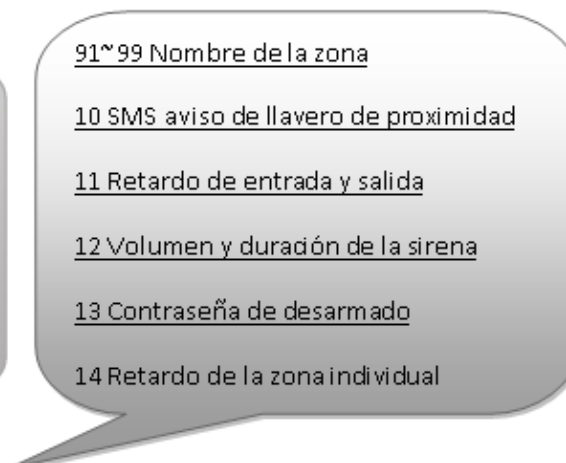 91~99 Nombre de la zona
10 SMS aviso de llavero de proximidad
11 Retardo de entrada y salida
12 Volumen y duración de la sirena
13 Contraseña de desarmado
14 Retardo de la zona individual